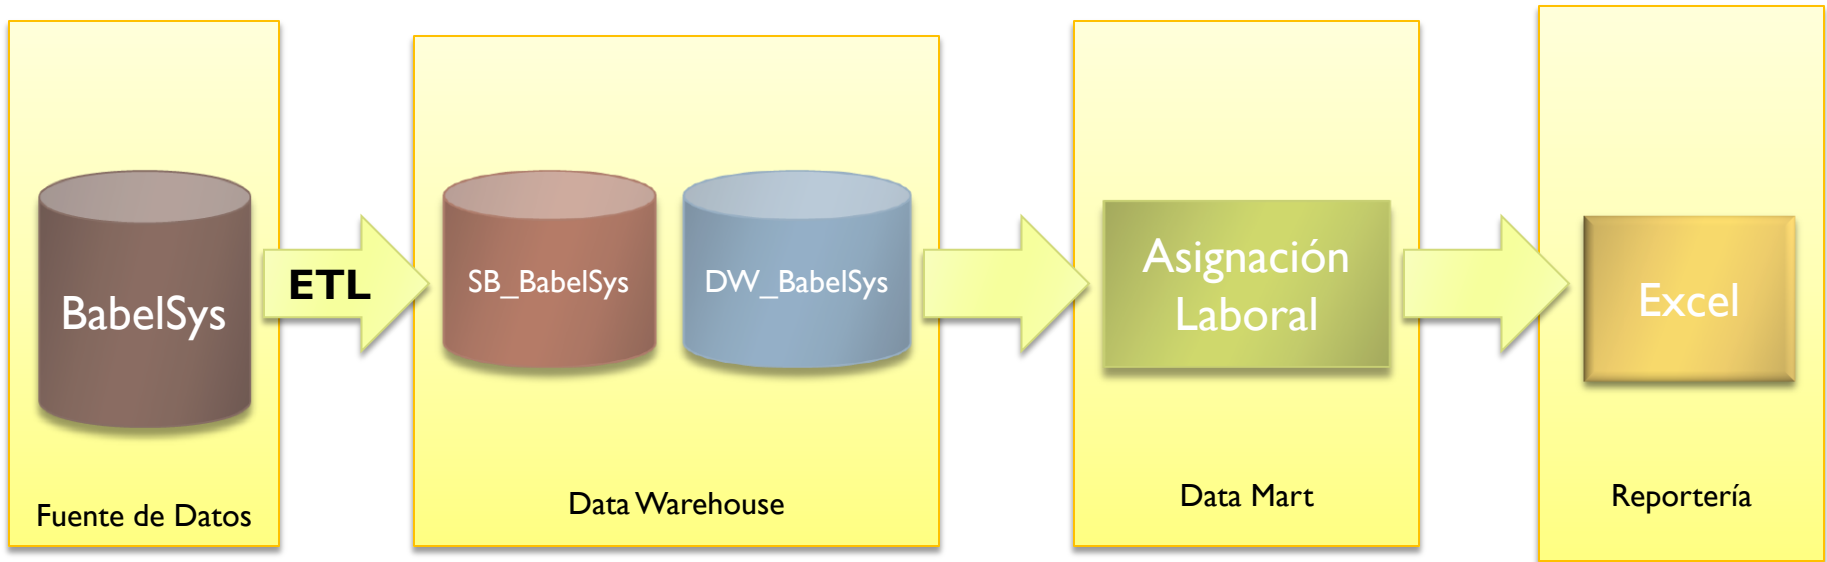 BabelSys
Fuente de Datos
ETL
SB_BabelSys
DW_BabelSys
Data Warehouse
Asignación
Laboral
Data Mart
Excel
Reportería